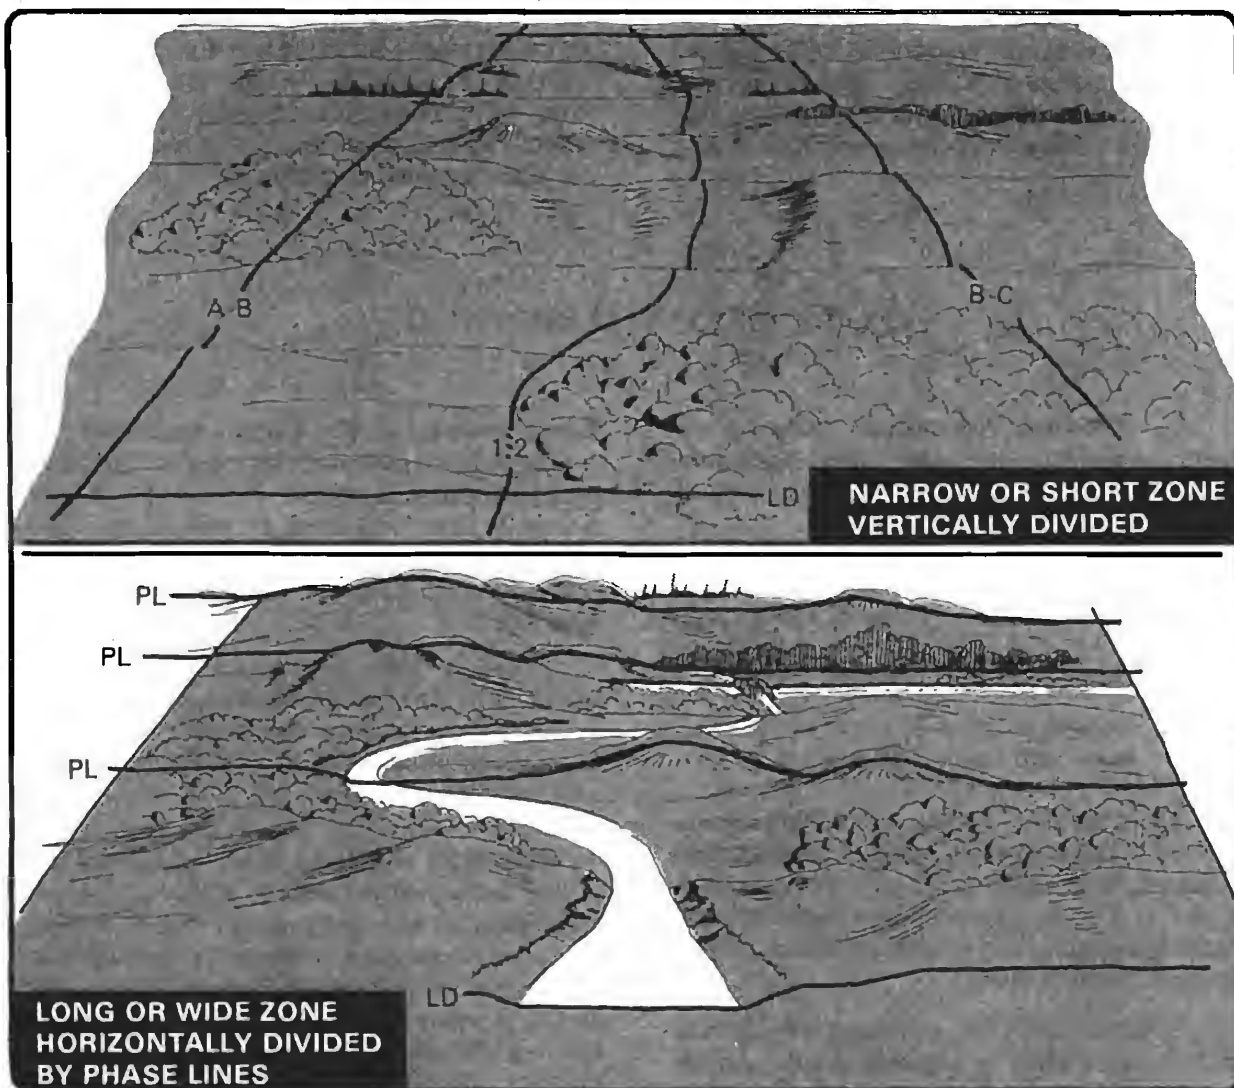 A-B
B-C
1-2
LD
NARROW OR SHORT ZONE
VERTICALLY DIVIDED
PL
PL
PL
LD
LONG OR WIDE ZONE
HORIZONTALLY DIVIDED
BY PHASE LINES